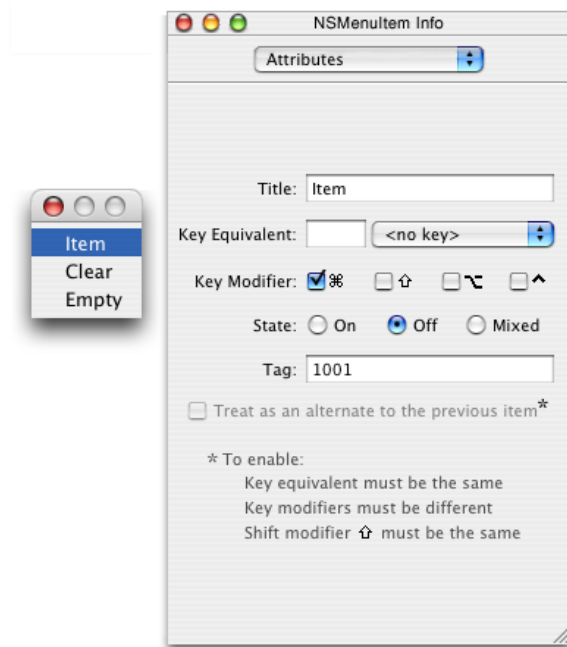 NSMenuItem Info
Attributes
Item
Clear
Empty
Title: Item
Key Equivalent: <no key>
Key Modifier: ⌘ ⇧ ⌥ ^
State: On Off Mixed
Tag: 1001
Treat as an alternate to the previous item*
* To enable:
Key equivalent must be the same
Key modifiers must be different
Shift modifier ⇧ must be the same